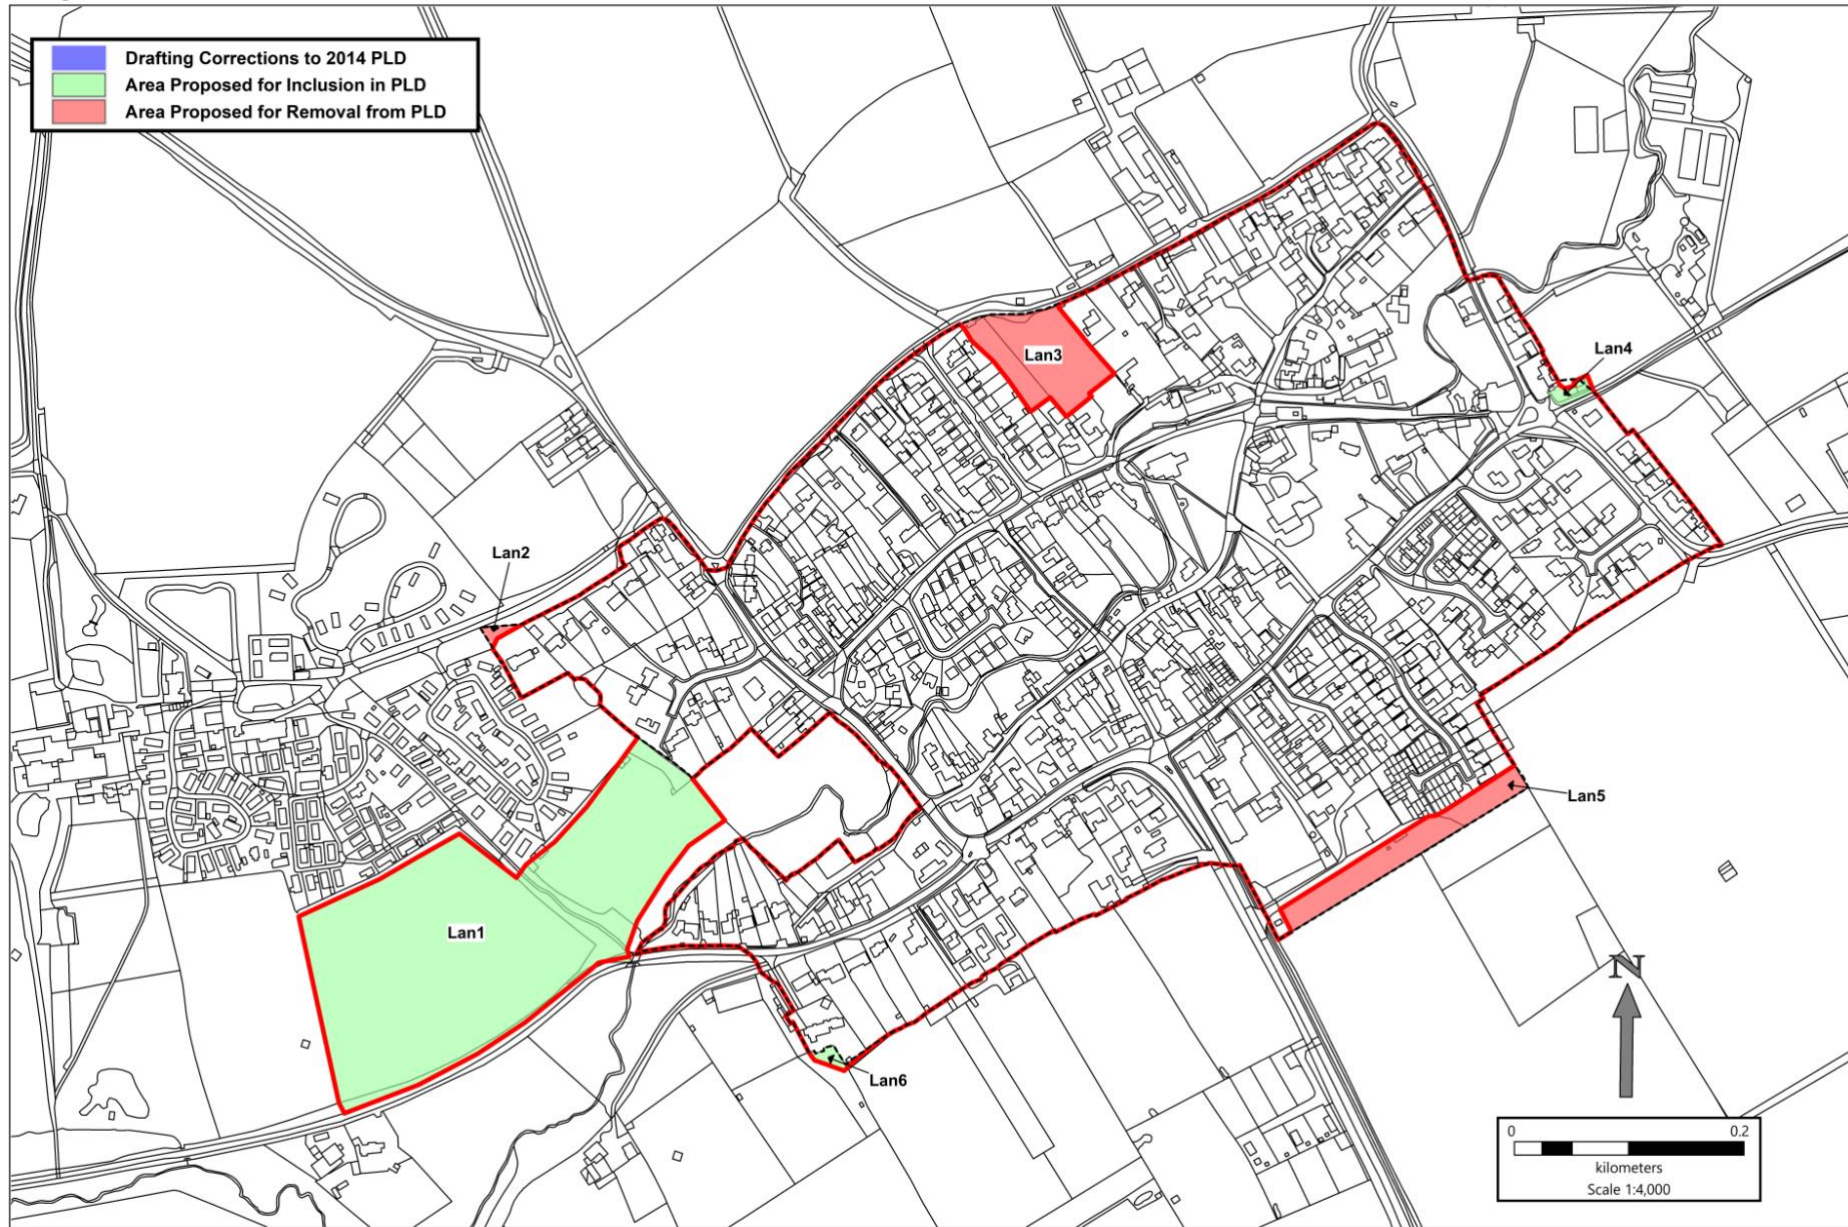 Drafting Corrections to 2014 PLD
Area Proposed for Inclusion in PLD
Area Proposed for Removal from PLD
Lan4
Lan3
Lan2
Lan5
Lan1
N
Lan6
0 0.2
kilometers
Scale 1:4,000